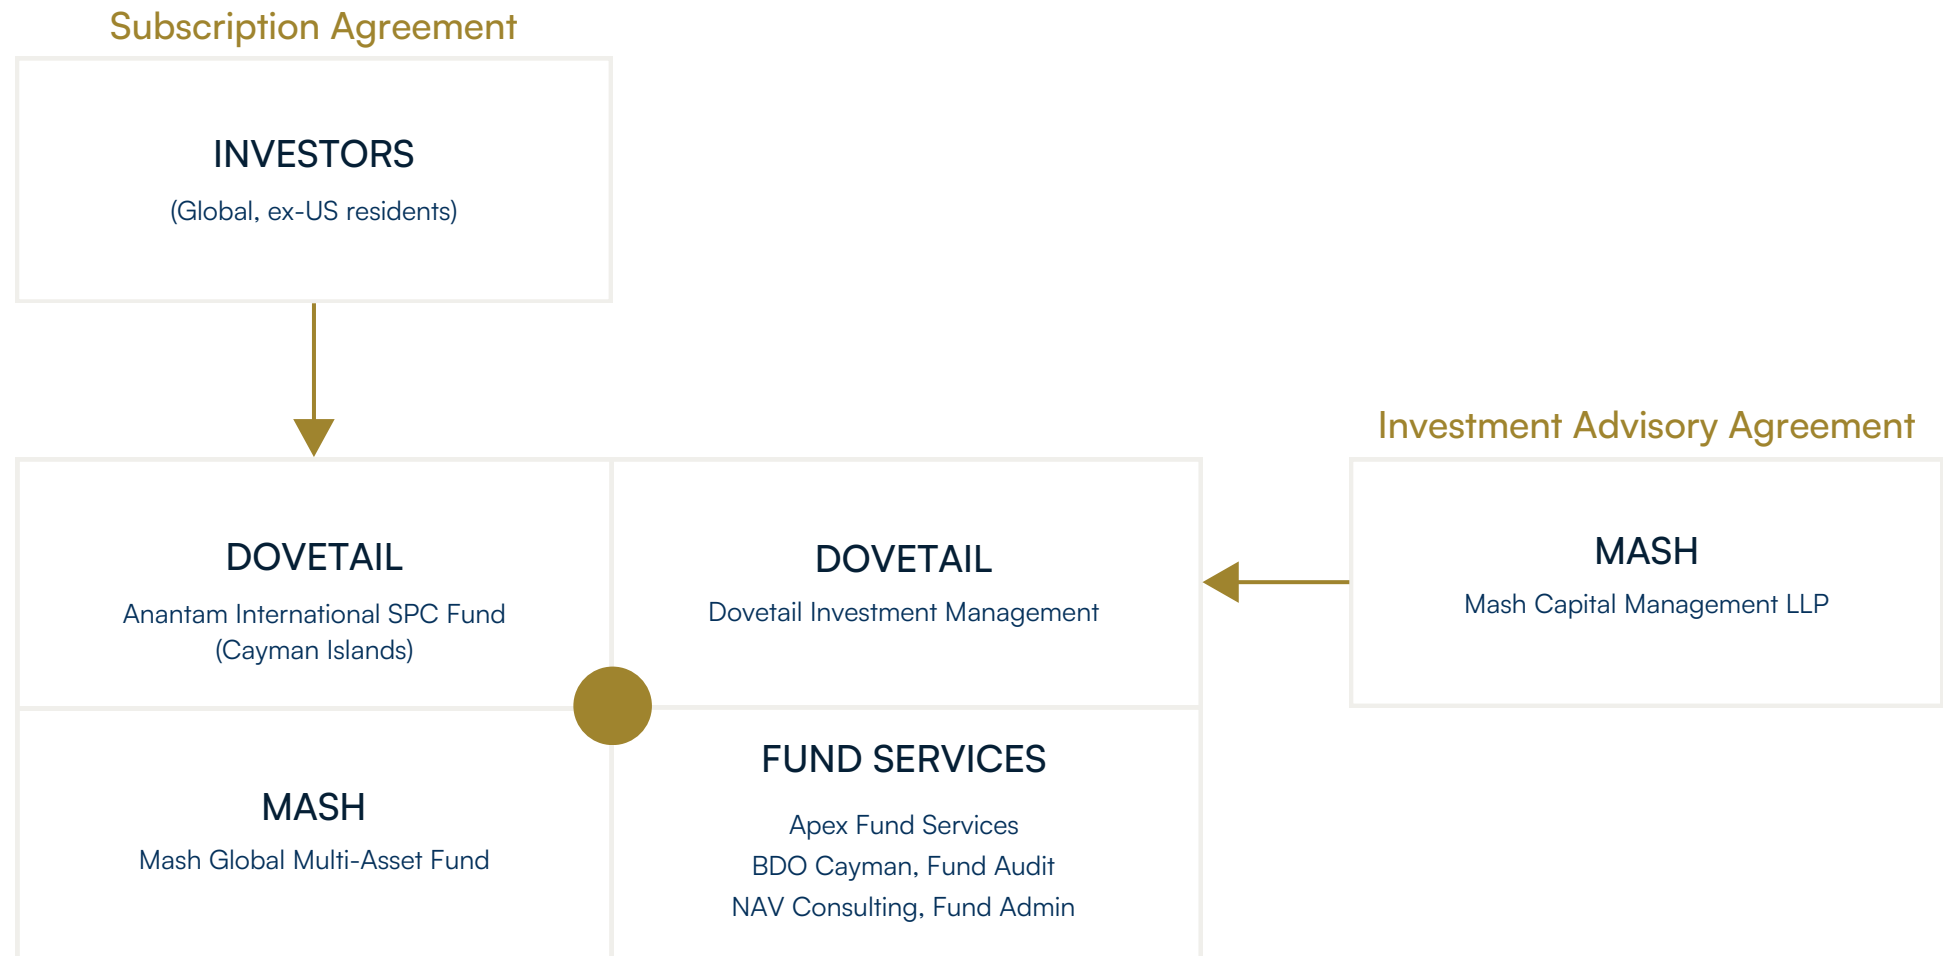 Subscription Agreement
INVESTORS
(Global, ex-US residents)
Investment Advisory Agreement
DOVETAIL
Anantam International SPC Fund
(Cayman Islands)
DOVETAIL
Dovetail Investment Management
MASH
Mash Capital Management LLP
MASH
Mash Global Multi-Asset Fund
FUND SERVICES
Apex Fund Services
BDO Cayman, Fund Audit
NAV Consulting, Fund Admin